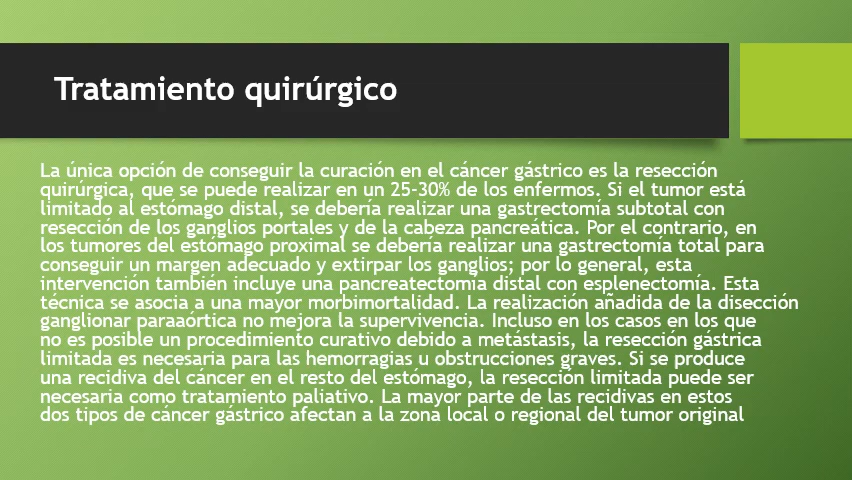 Tratamiento quirúrgico
La única opción de conseguir la curación en el cáncer gástrico es la resección
quirúrgica, que se puede realizar en un 25-30% de los enfermos. Si el tumor está
limitado al estómago distal, se debería realizar una gastrectomía subtotal con
resección de los ganglios portales y de la cabeza pancreática. Por el contrario, en
los tumores del estómago proximal se debería realizar una gastrectomía total para
conseguir un margen adecuado y extirpar los ganglios; por lo general, esta
intervención también incluye una pancreatectomía distal con esplenectomía. Esta
técnica se asocia a una mayor morbimortalidad. La realización añadida de la disección
ganglionar paraaórtica no mejora la supervivencia. Incluso en los casos en los que
no es posible un procedimiento curativo debido a metástasis, la resección gástrica
limitada es necesaria para las hemorragias u obstrucciones graves. Si se produce
una recidiva del cáncer en el resto del estómago, la resección limitada puede ser
necesaria como tratamiento paliativo. La mayor parte de las recidivas en estos
dos tipos de cáncer gástrico afectan a la zona local o regional del tumor original